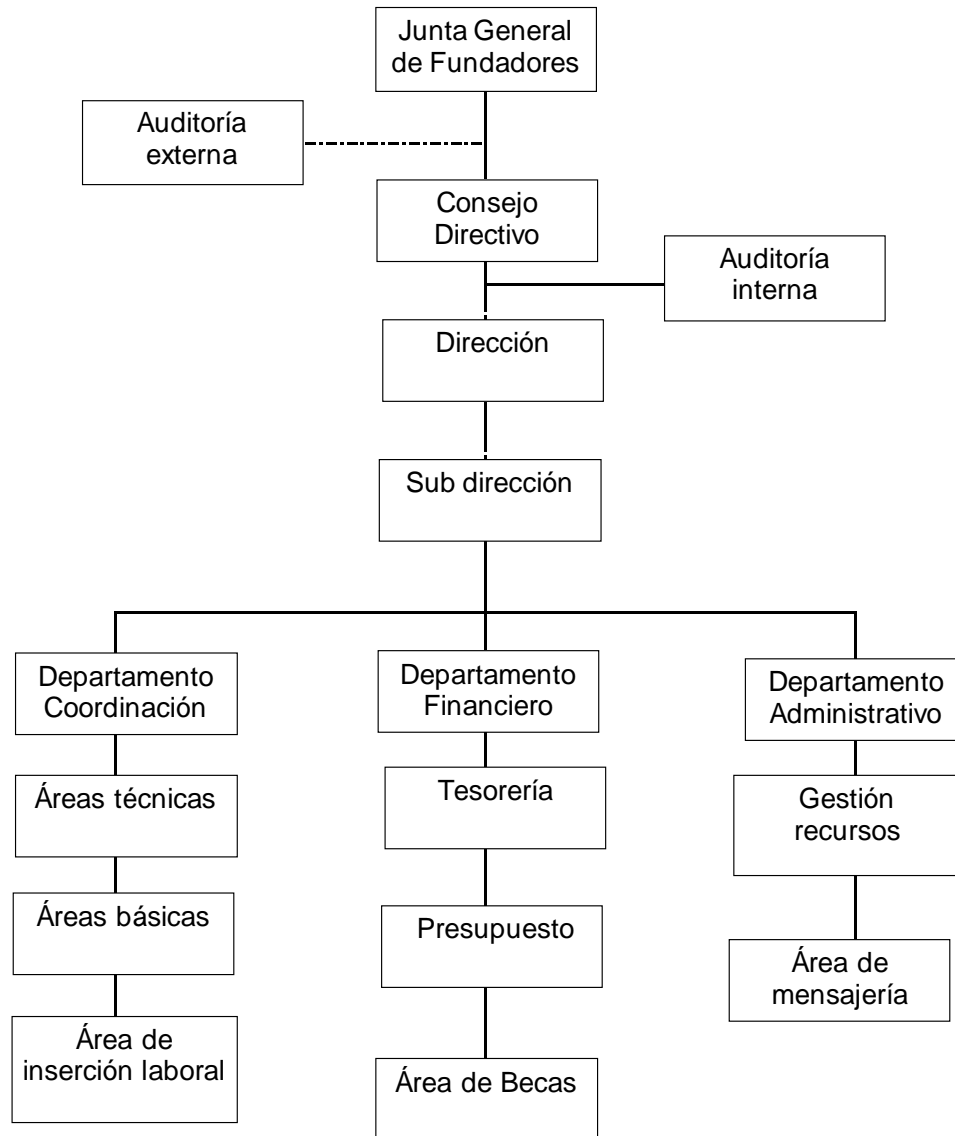 Junta General
de Fundadores
Auditoría
externa
Consejo
Directivo
Auditoría
interna
Dirección
Sub dirección
Departamento
Coordinación
Departamento
Financiero
Departamento
Administrativo
Áreas técnicas
Tesorería
Gestión
recursos
Áreas básicas
Presupuesto
Área de
mensajería
Área de
inserción laboral
Área de Becas